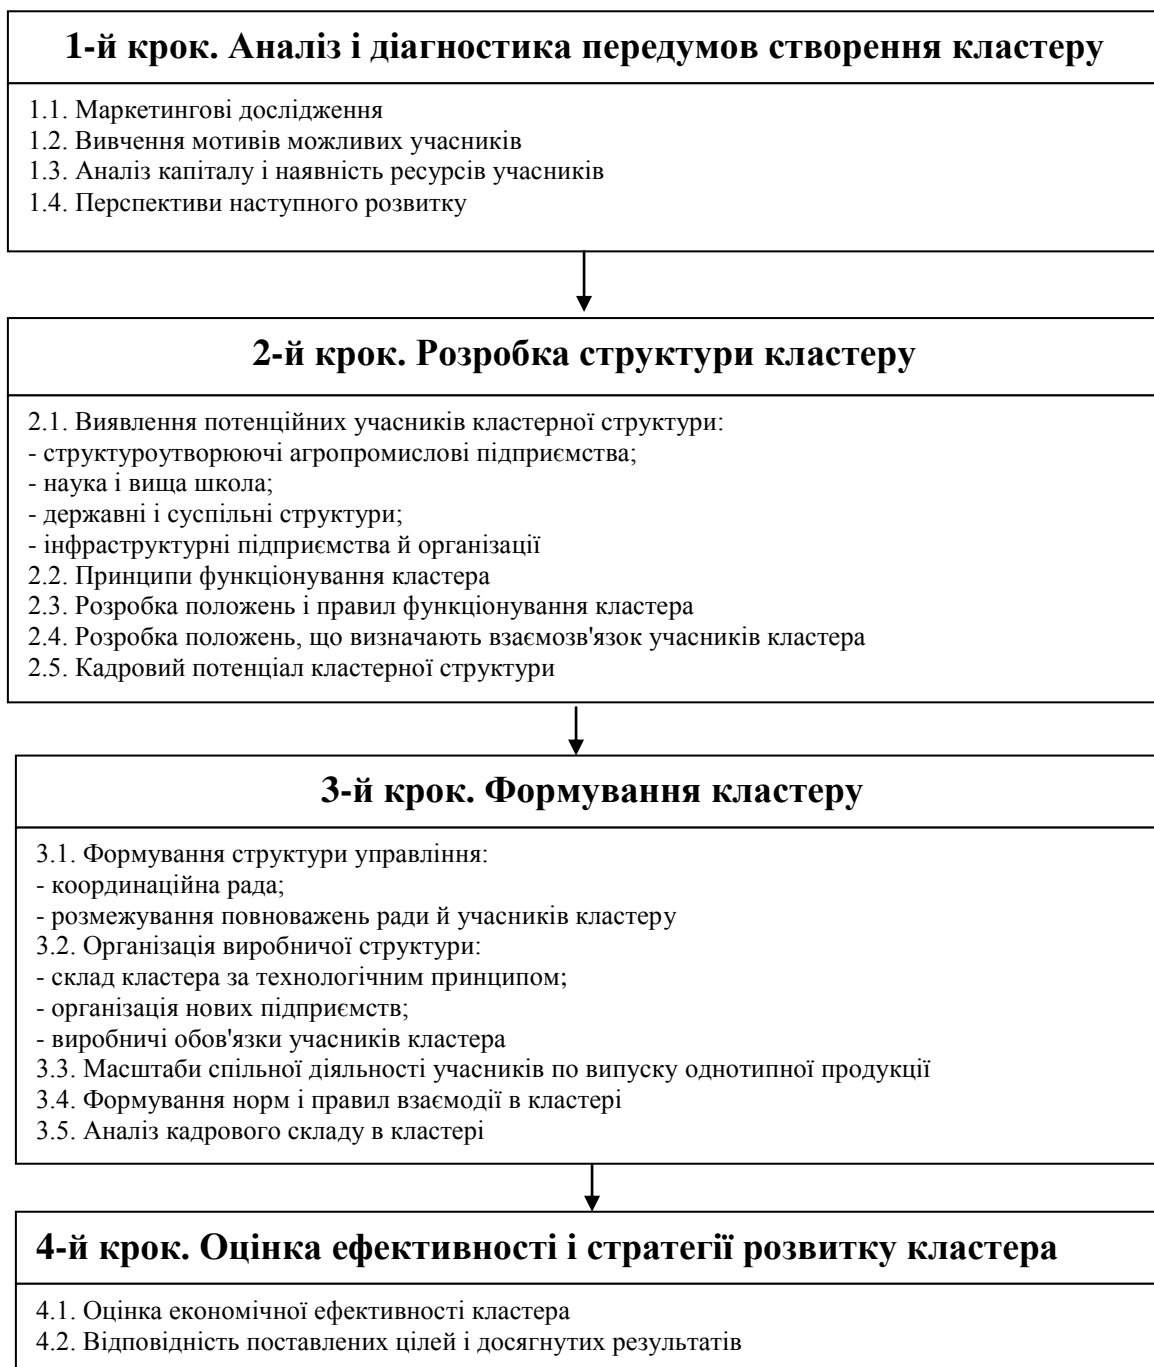 1-й крок. Аналіз і діагностика передумов створення кластеру
1.1. Маркетингові дослідження
1.2. Вивчення мотивів можливих учасників
1.3. Аналіз капіталу і наявність ресурсів учасників
1.4. Перспективи наступного розвитку
2-й крок. Розробка структури кластеру
2.1. Виявлення потенційних учасників кластерної структури:
- структуроутворюючі агропромислові підприємства;
- наука і вища школа;
- державні і суспільні структури;
- інфраструктурні підприємства й організації
2.2. Принципи функціонування кластера
2.3. Розробка положень і правил функціонування кластера
2.4. Розробка положень, що визначають взаємозв'язок учасників кластера
2.5. Кадровий потенціал кластерної структури
3-й крок. Формування кластеру
3.1. Формування структури управління:
- координаційна рада;
- розмежування повноважень ради й учасників кластеру
3.2. Організація виробничої структури:
- склад кластера за технологічним принципом;
- організація нових підприємств;
- виробничі обов'язки учасників кластера
3.3. Масштаби спільної діяльності учасників по випуску однотипної продукції
3.4. Формування норм і правил взаємодії в кластері
3.5. Аналіз кадрового складу в кластері
4-й крок. Оцінка ефективності і стратегії розвитку кластера
4.1. Оцінка економічної ефективності кластера
4.2. Відповідність поставлених цілей і досягнутих результатів